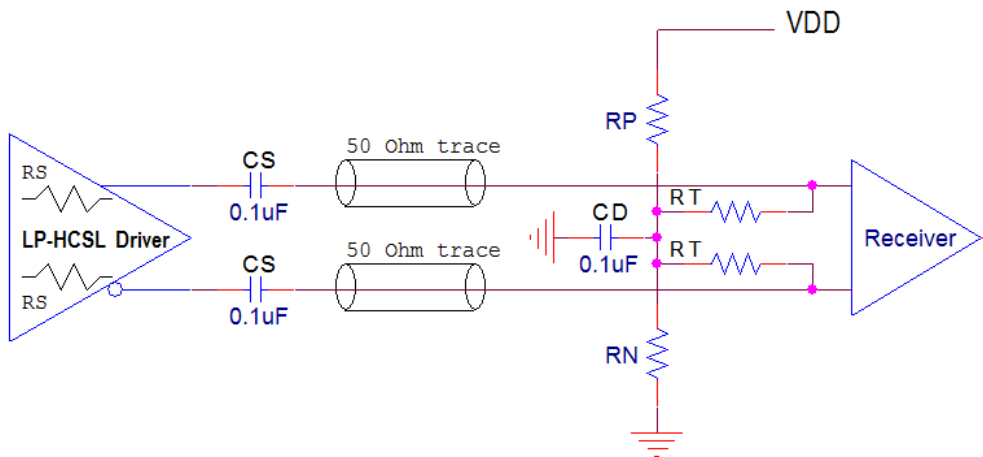 VDD
RP
50 Ohm trace
CS
RS
0.1uF
RT
CD
LP-HCSL Driver
Receiver
50 Ohm trace
0.1uF
RT
CS
RS
0.1uF
RN